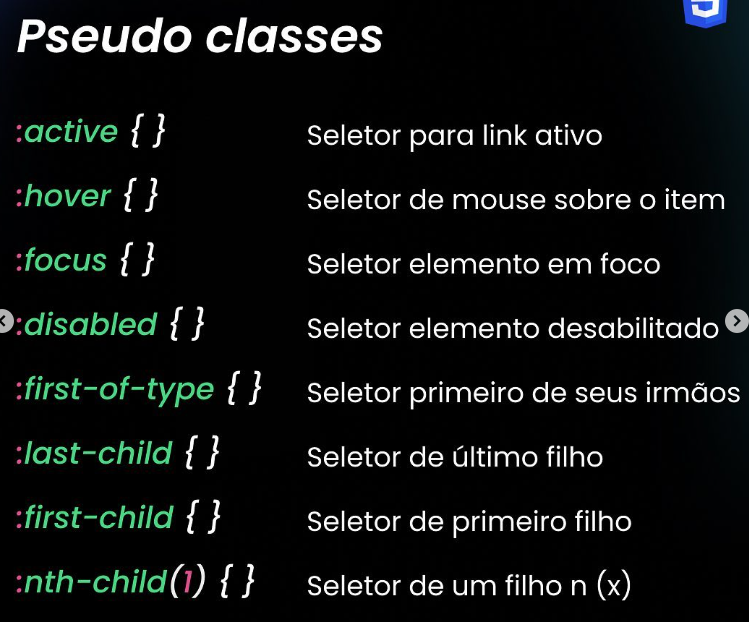 Pseudo classes
:active { } Seletor para link ativo
:hover { } Seletor de mouse sobre o item
:focus { } Seletor elemento em foco
:disabled { } Seletor elemento desabilitado
:first-of-type { } Seletor primeiro de seus irmãos
:last-child { } Seletor de último filho
:first-child { } Seletor de primeiro filho
:nth-child(1) { } Seletor de um filho n (x)